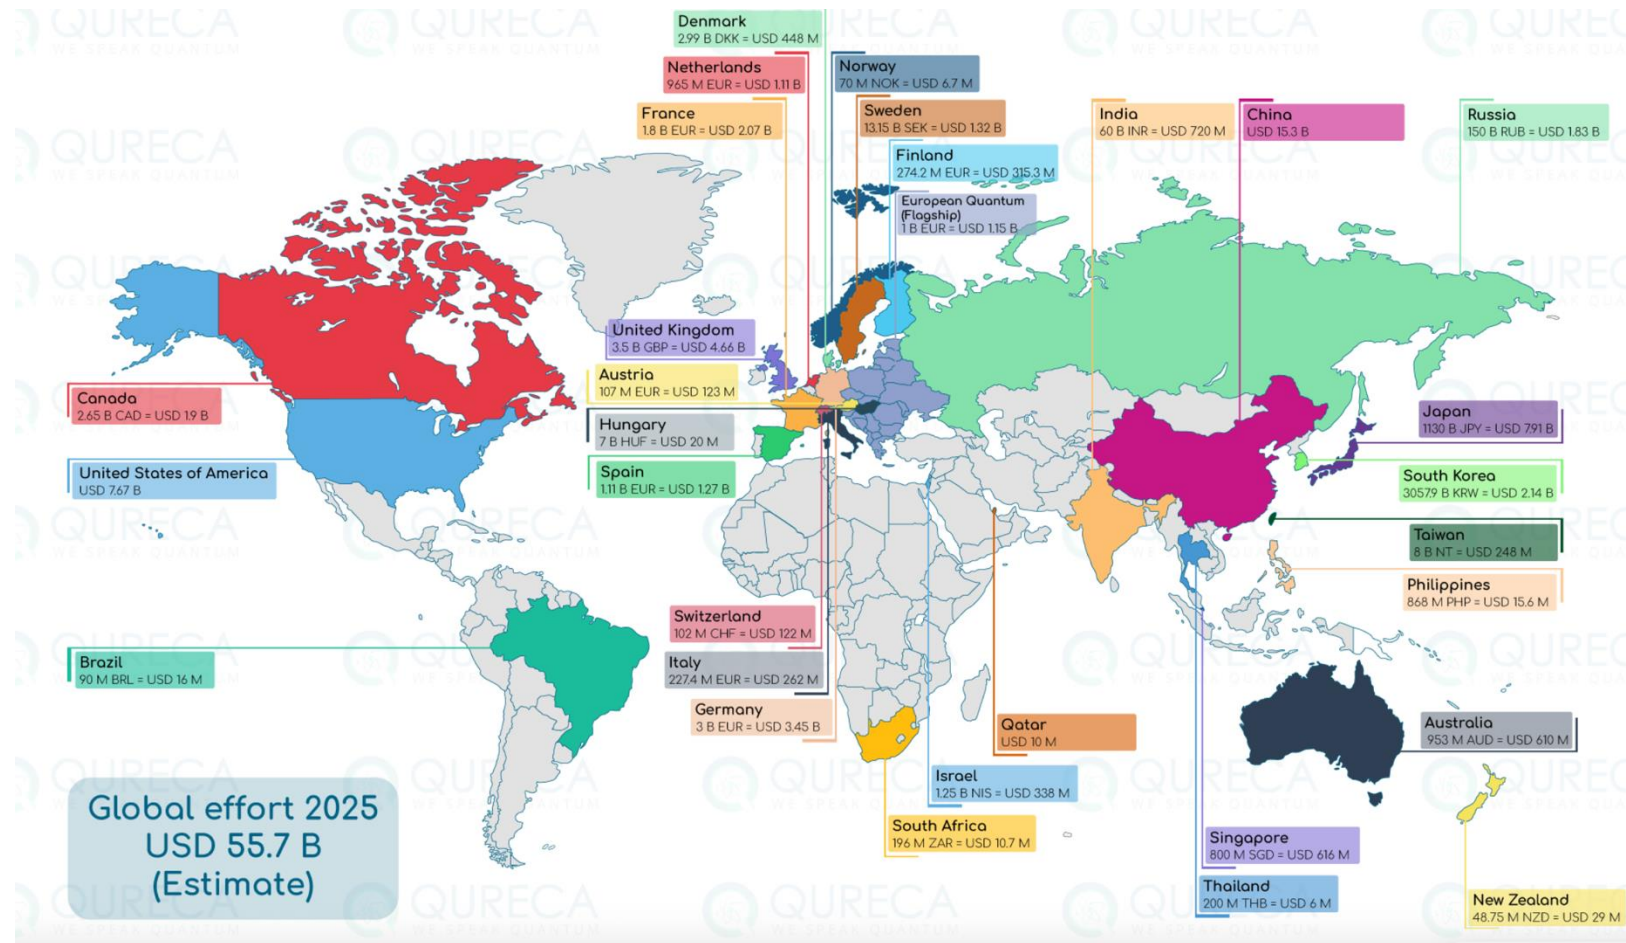 QURECA
WE SPEAK QUANTUM
Denmark
2.99 B DKK = USD 448 M
Netherlands
965 M EUR = USD 1.11 B
France
1.8 B EUR = USD 2.07 B
Norway
70 M NOK = USD 6.7 M
Sweden
13.15 B SEK = USD 1.32 B
Finland
274.2 M EUR = USD 315.3 M
European Quantum
(Flagship)
1 B EUR = USD 1.15 B
India
60 B INR = USD 720 M
China
USD 15.3 B
Russia
150 B RUB = USD 1.83 B
United Kingdom
3.5 B GBP = USD 4.66 B
Austria
107 M EUR = USD 123 M
Hungary
7 B HUF = USD 20 M
Spain
1.11 B EUR = USD 1.27 B
Canada
2.65 B CAD = USD 1.9 B
United States of America
USD 7.67 B
Japan
1130 B JPY = USD 7.91 B
South Korea
3057.9 B KRW = USD 2.14 B
Taiwan
8 B NT = USD 248 M
Philippines
868 M PHP = USD 15.6 M
Brazil
90 M BRL = USD 16 M
Switzerland
102 M CHF = USD 122 M
Italy
227.4 M EUR = USD 262 M
Germany
3 B EUR = USD 3.45 B
Qatar
USD 10 M
Israel
1.25 B NIS = USD 338 M
South Africa
196 M ZAR = USD 10.7 M
Australia
953 M AUD = USD 610 M
Singapore
800 M SGD = USD 616 M
Thailand
200 M THB = USD 6 M
New Zealand
48.75 M NZD = USD 29 M
Global effort 2025
USD 55.7 B
(Estimate)